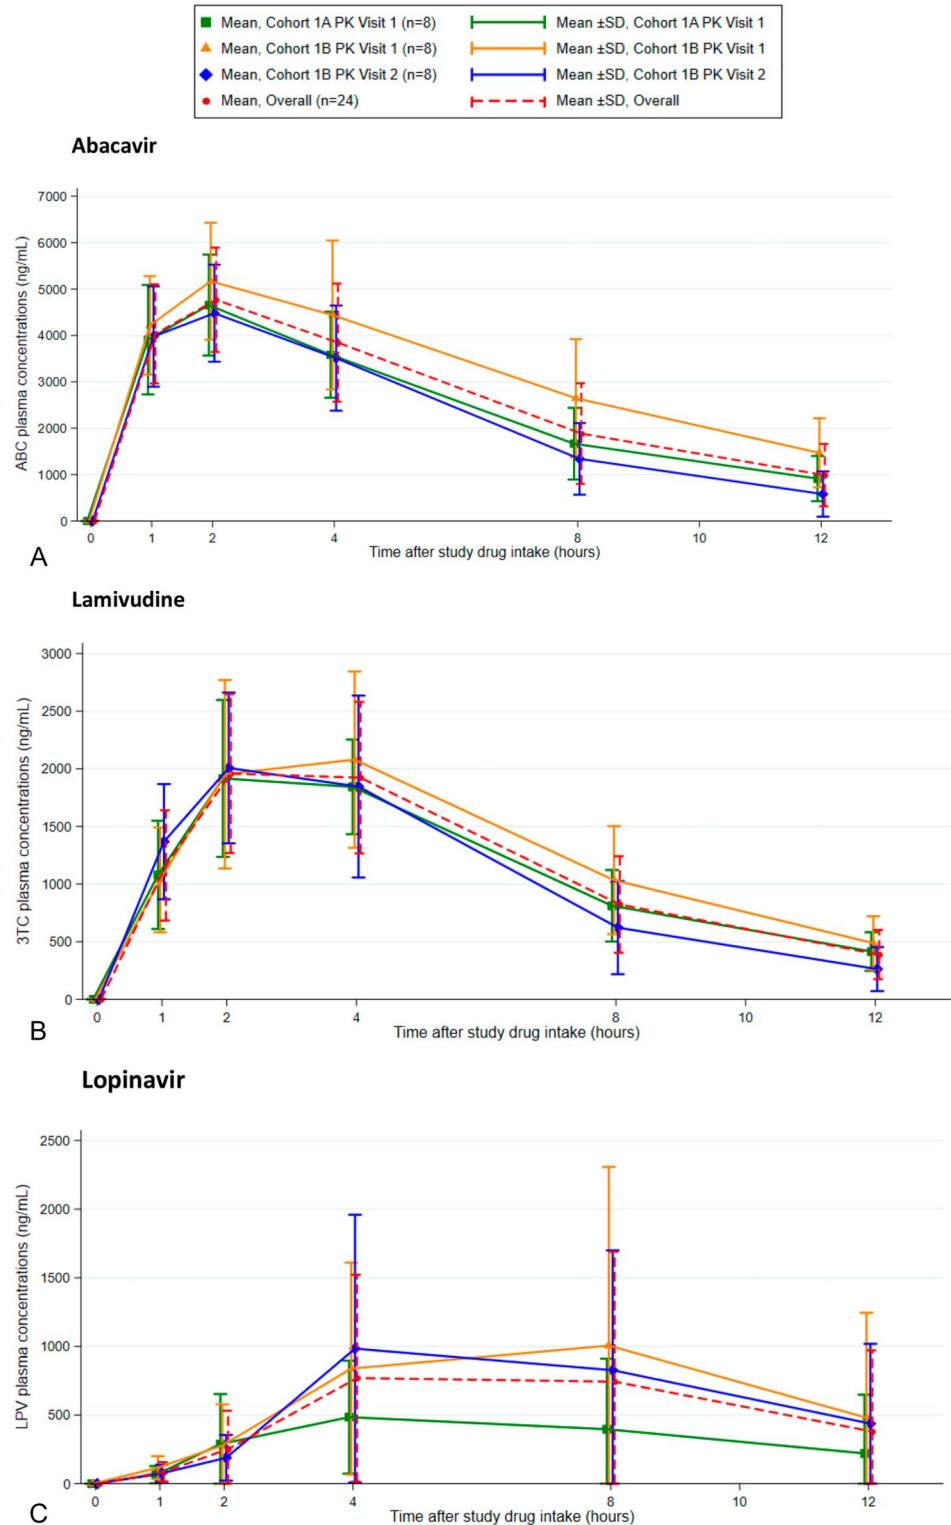 Mean, Cohort 1A PK Visit 1 (n=8) Mean ±SD, Cohort 1A PK Visit 1
Mean, Cohort 1B PK Visit 1 (n=8) Mean ±SD, Cohort 1B PK Visit 1
Mean, Cohort 1B PK Visit 2 (n=8) Mean ±SD, Cohort 1B PK Visit 2
Mean, Overall (n=24) Mean ±SD, Overall
Abacavir
ABC plasma concentrations (ng/mL)
7000
6000
5000
4000
3000
2000
1000
0
0 1 2 4 8 10 12
Time after study drug intake (hours)
A
Lamivudine
3TC plasma concentrations (ng/mL)
3000
2500
2000
1500
1000
500
0
0 1 2 4 8 10 12
Time after study drug intake (hours)
B
Lopinavir
LPV plasma concentrations (ng/mL)
2500
2000
1500
1000
500
0
0 1 2 4 8 10 12
Time after study drug intake (hours)
C